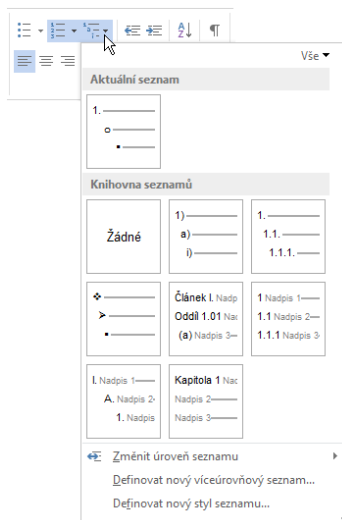 Vše
Aktuální seznam
1.
Knihovna seznamů
Žádné
1)
a)
i)
1.
1.1.
1.1.1.
Článek I. Nadp
Oddíl 1.01 Nad
(a) Nadpis 3
1 Nadpis 1
1.1 Nadpis 2
1.1.1 Nadpis 3
I. Nadpis 1
A. Nadpis 2
1. Nadpis
Kapitola 1 Nad
Nadpis 2
Nadpis 3
Změnit úroveň seznamu
Definovat nový víceúrovňový seznam...
Definovat nový styl seznamu...